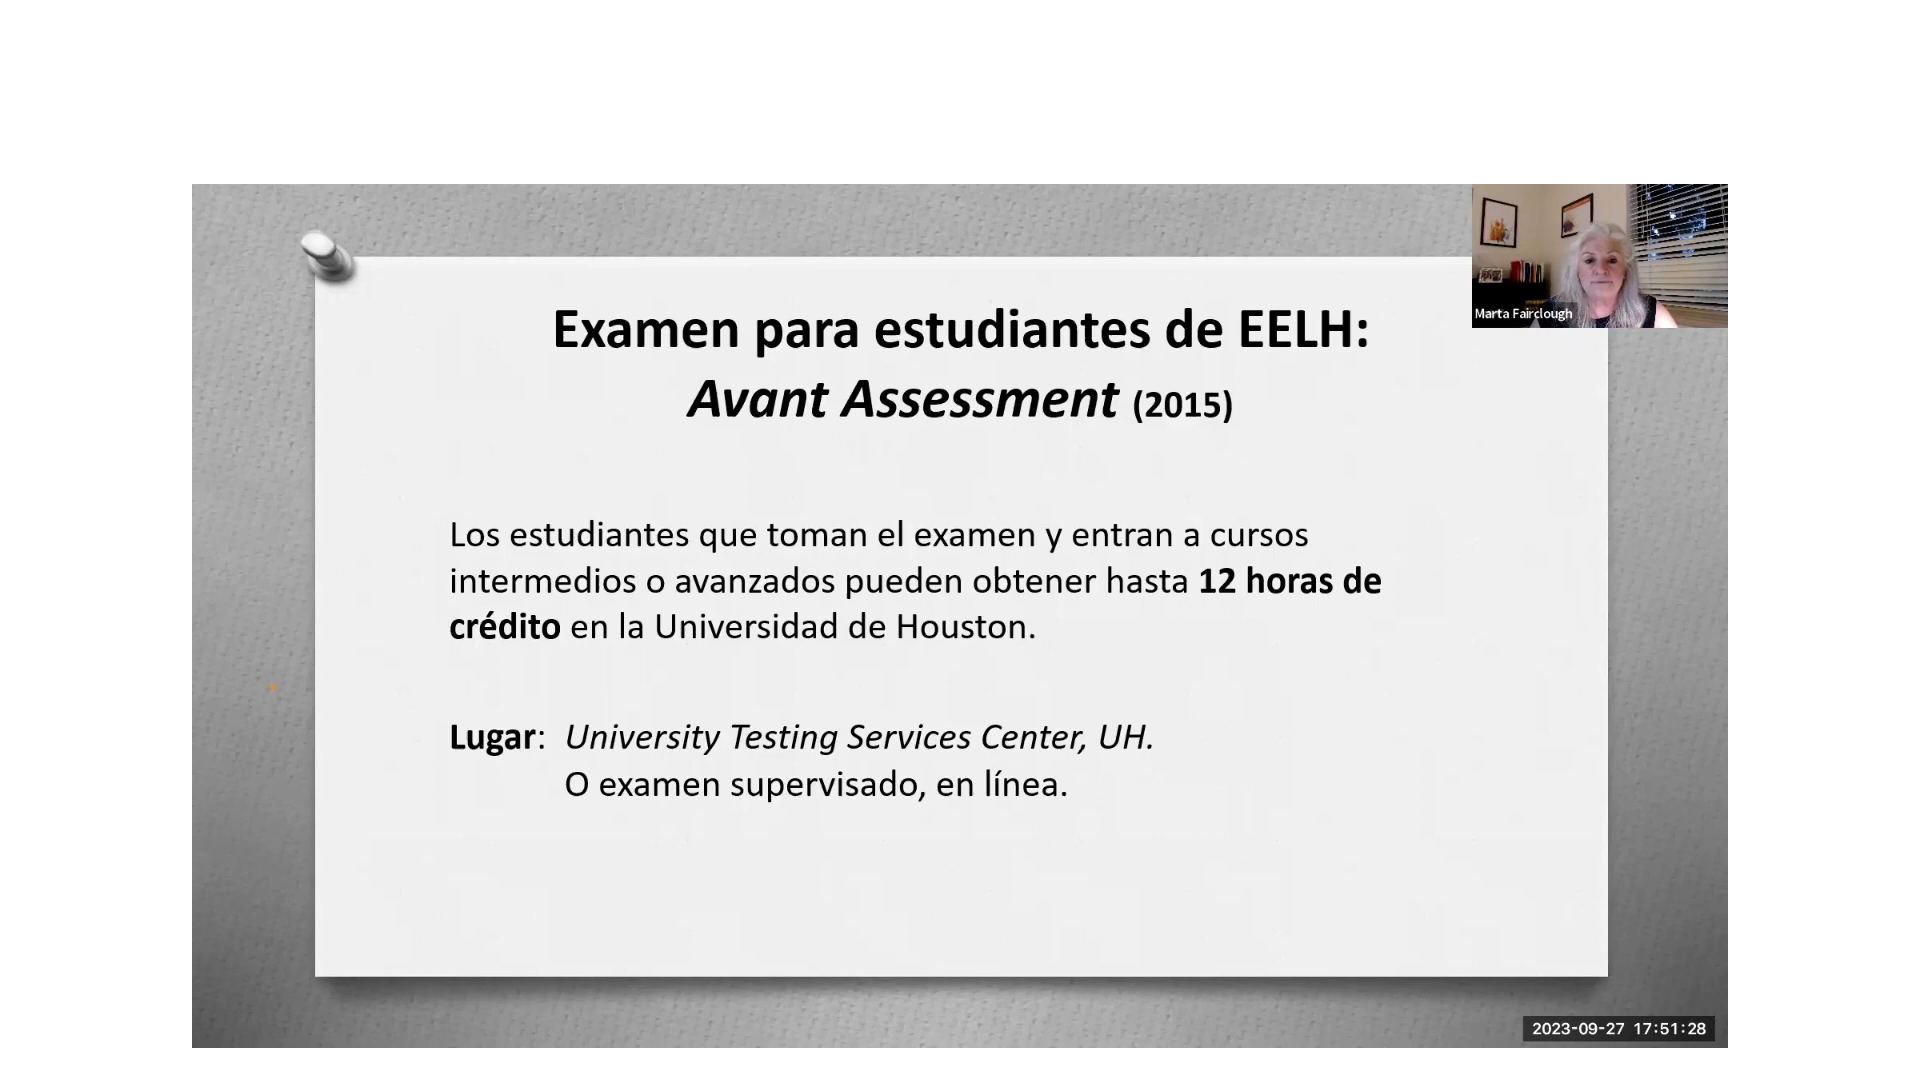 Marta Fairclough
Examen para estudiantes de EELH:
Avant Assessment (2015)
Los estudiantes que toman el examen y entran a cursos
intermedios o avanzados pueden obtener hasta 12 horas de
crédito en la Universidad de Houston.
Lugar: University Testing Services Center, UH.
O examen supervisado, en línea.
2023-09-27 17:51:28